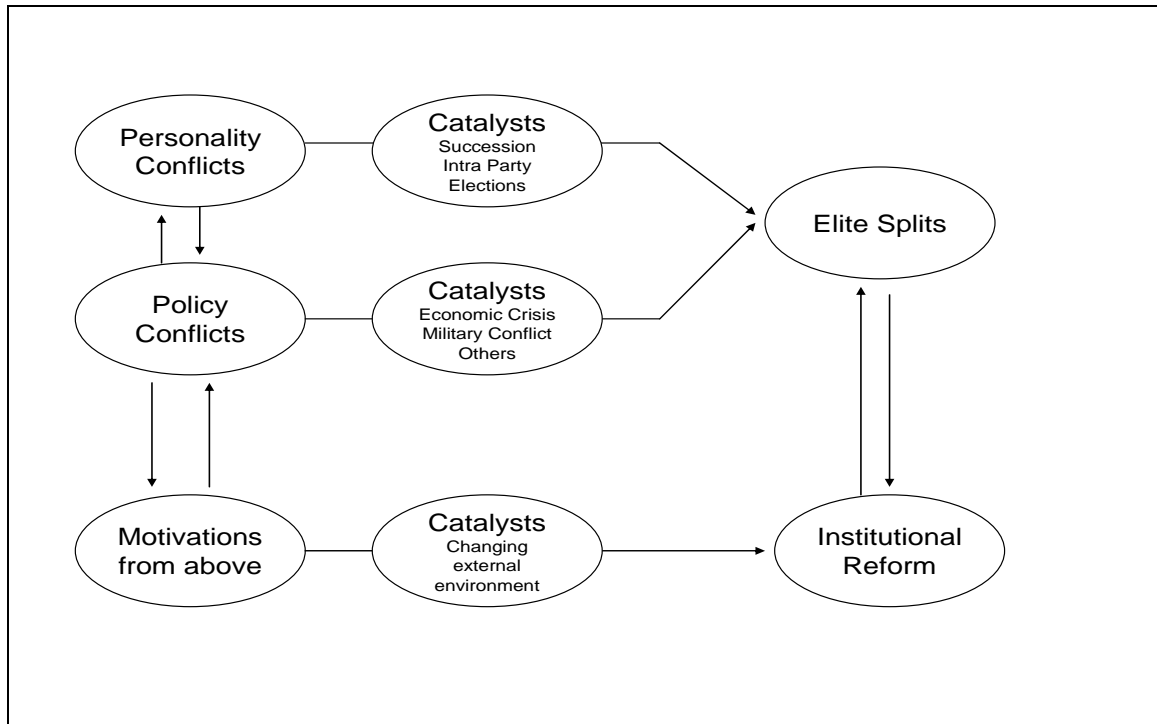 Personality
Conflicts
Catalysts
Succession
Intra Party
Elections
Elite Splits
Policy
Conflicts
Catalysts
Economic Crisis
Military Conflict
Others
Motivations
from above
Catalysts
Changing
external
environment
Institutional
Reform